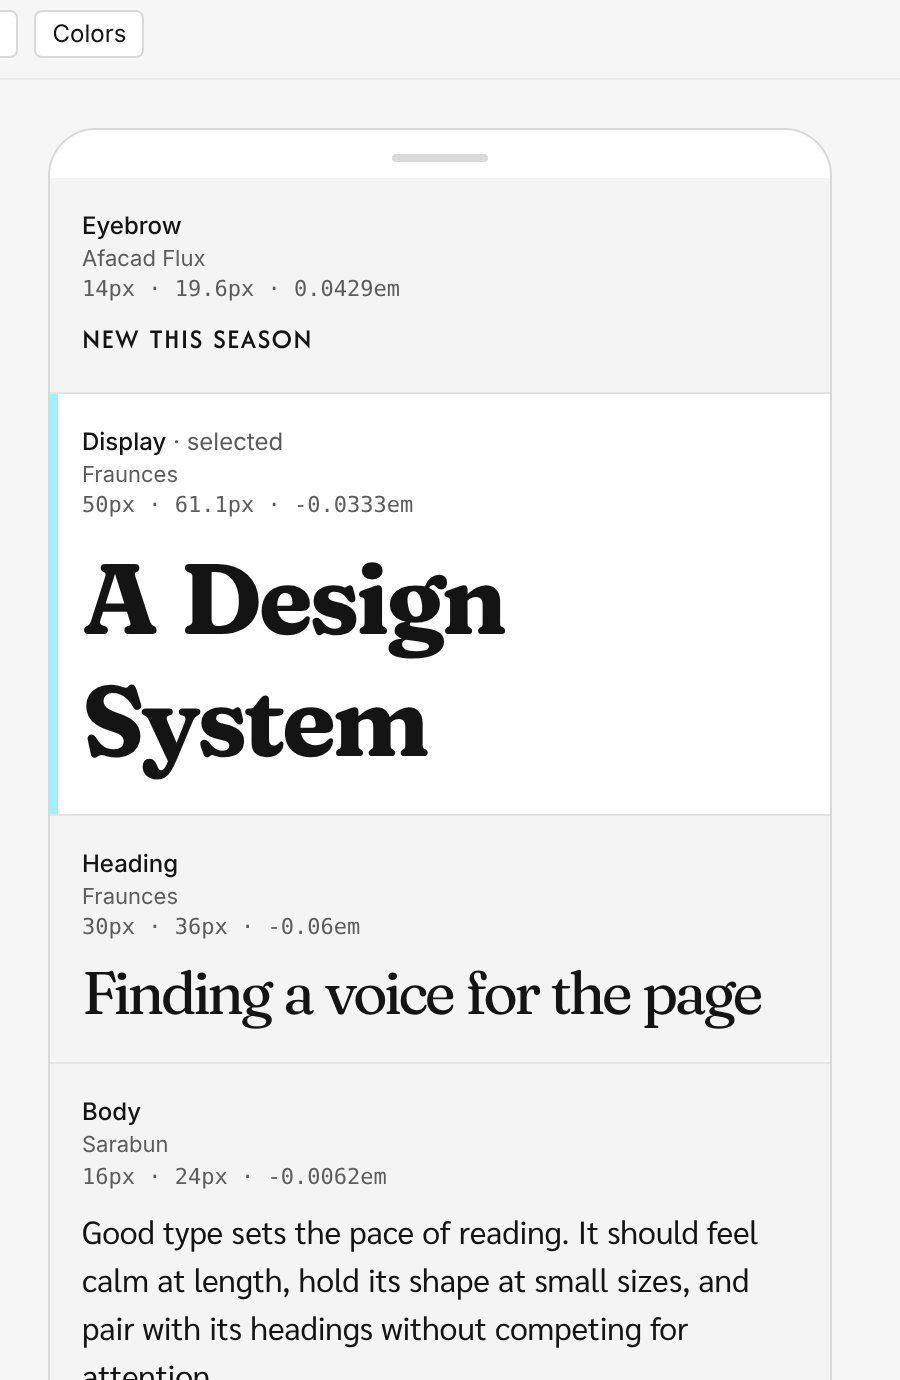 Colors
Eyebrow
Afacad Flux
14px · 19.6px · 0.0429em
NEW THIS SEASON
Display · selected
Fraunces
50px · 61.1px · -0.0333em
A Design
System
Heading
Fraunces
30px · 36px · -0.06em
Finding a voice for the page
Body
Sarabun
16px · 24px · -0.0062em
Good type sets the pace of reading. It should feel
calm at length, hold its shape at small sizes, and
pair with its headings without competing for
attention